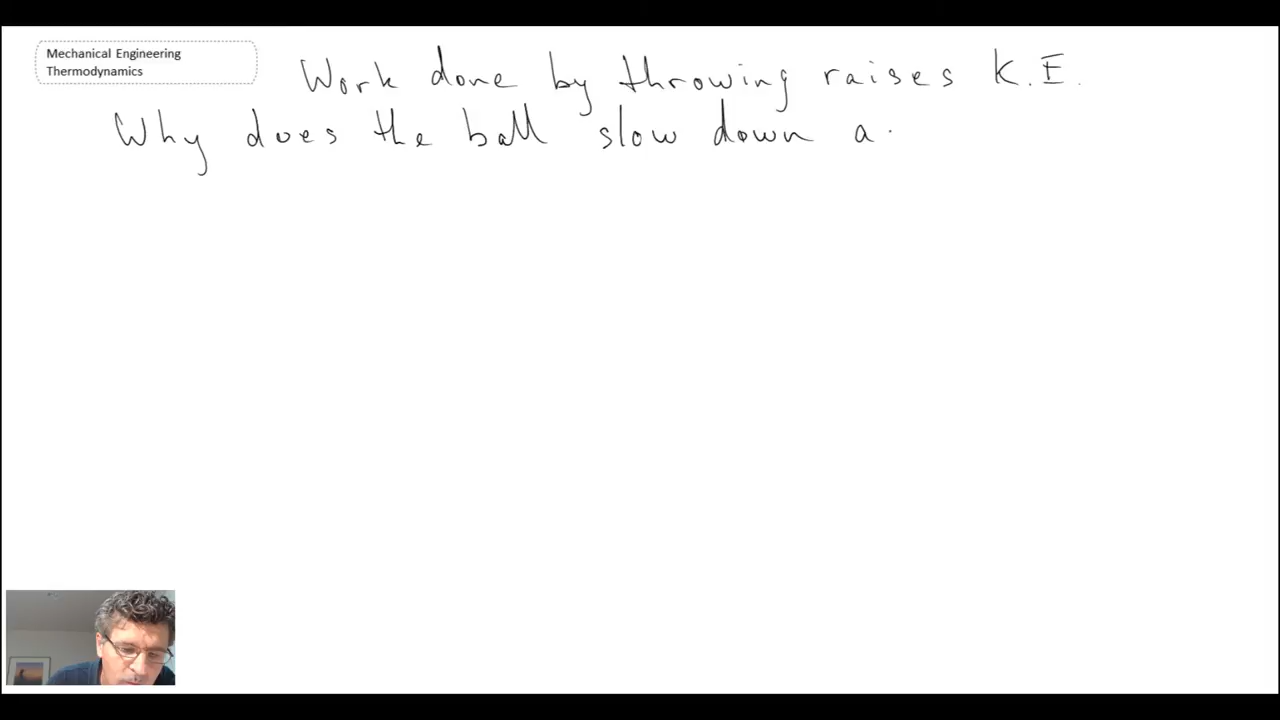 Mechanical Engineering
Thermodynamics
Work done by throwing raises K.E.
Why does the ball slow down a